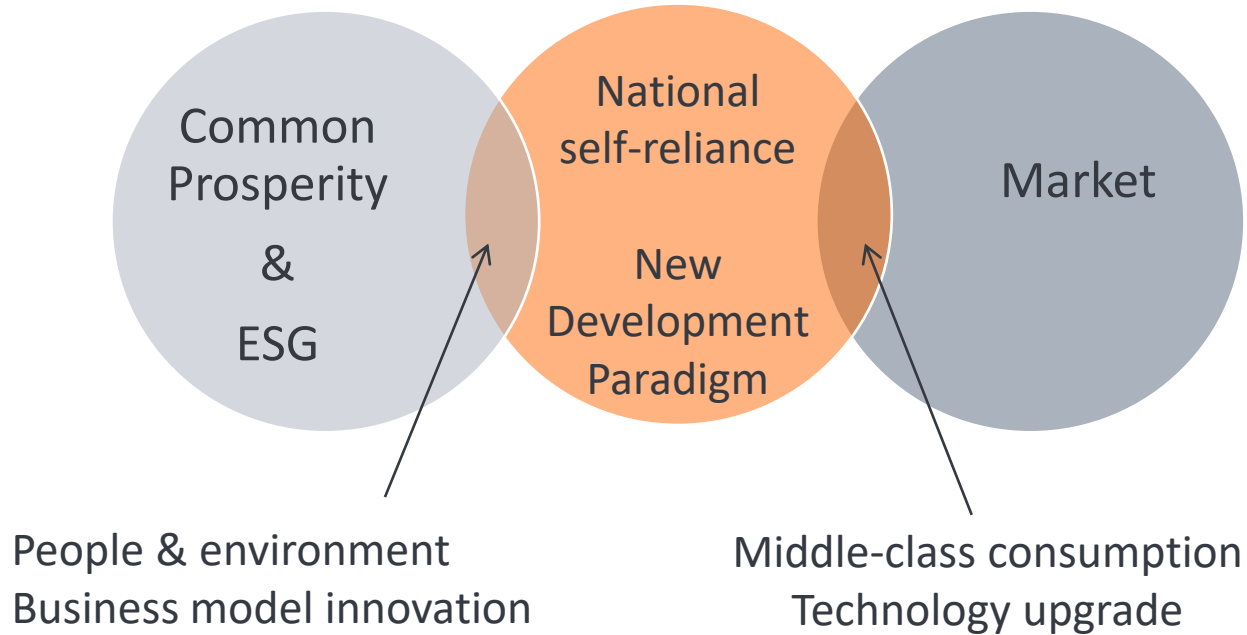 Common
Prosperity
&
ESG
National
self-reliance
New
Development
Paradigm
Market
People & environment
Business model innovation
Middle-class consumption
Technology upgrade